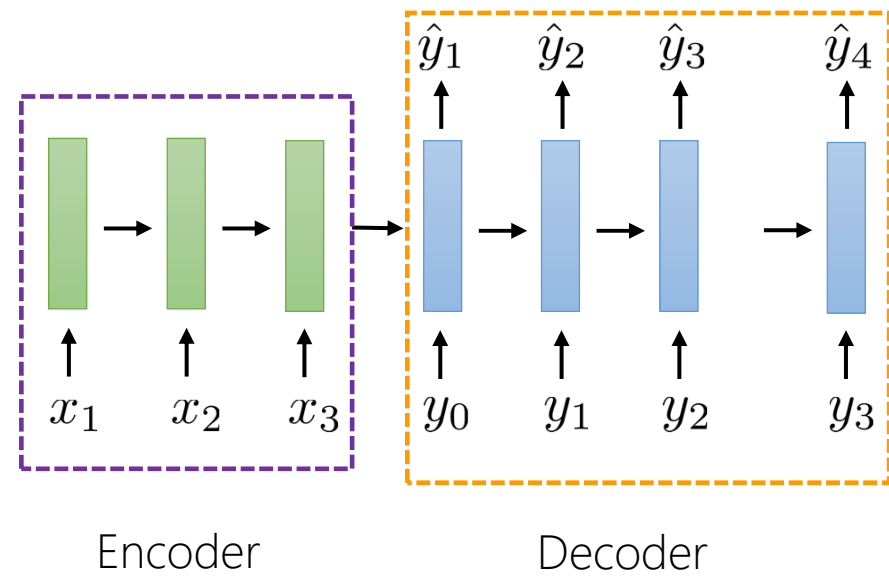 ŷ₁ ŷ₂ ŷ₃ ŷ₄
x₁ x₂ x₃ y₀ y₁ y₂ y₃
Encoder Decoder